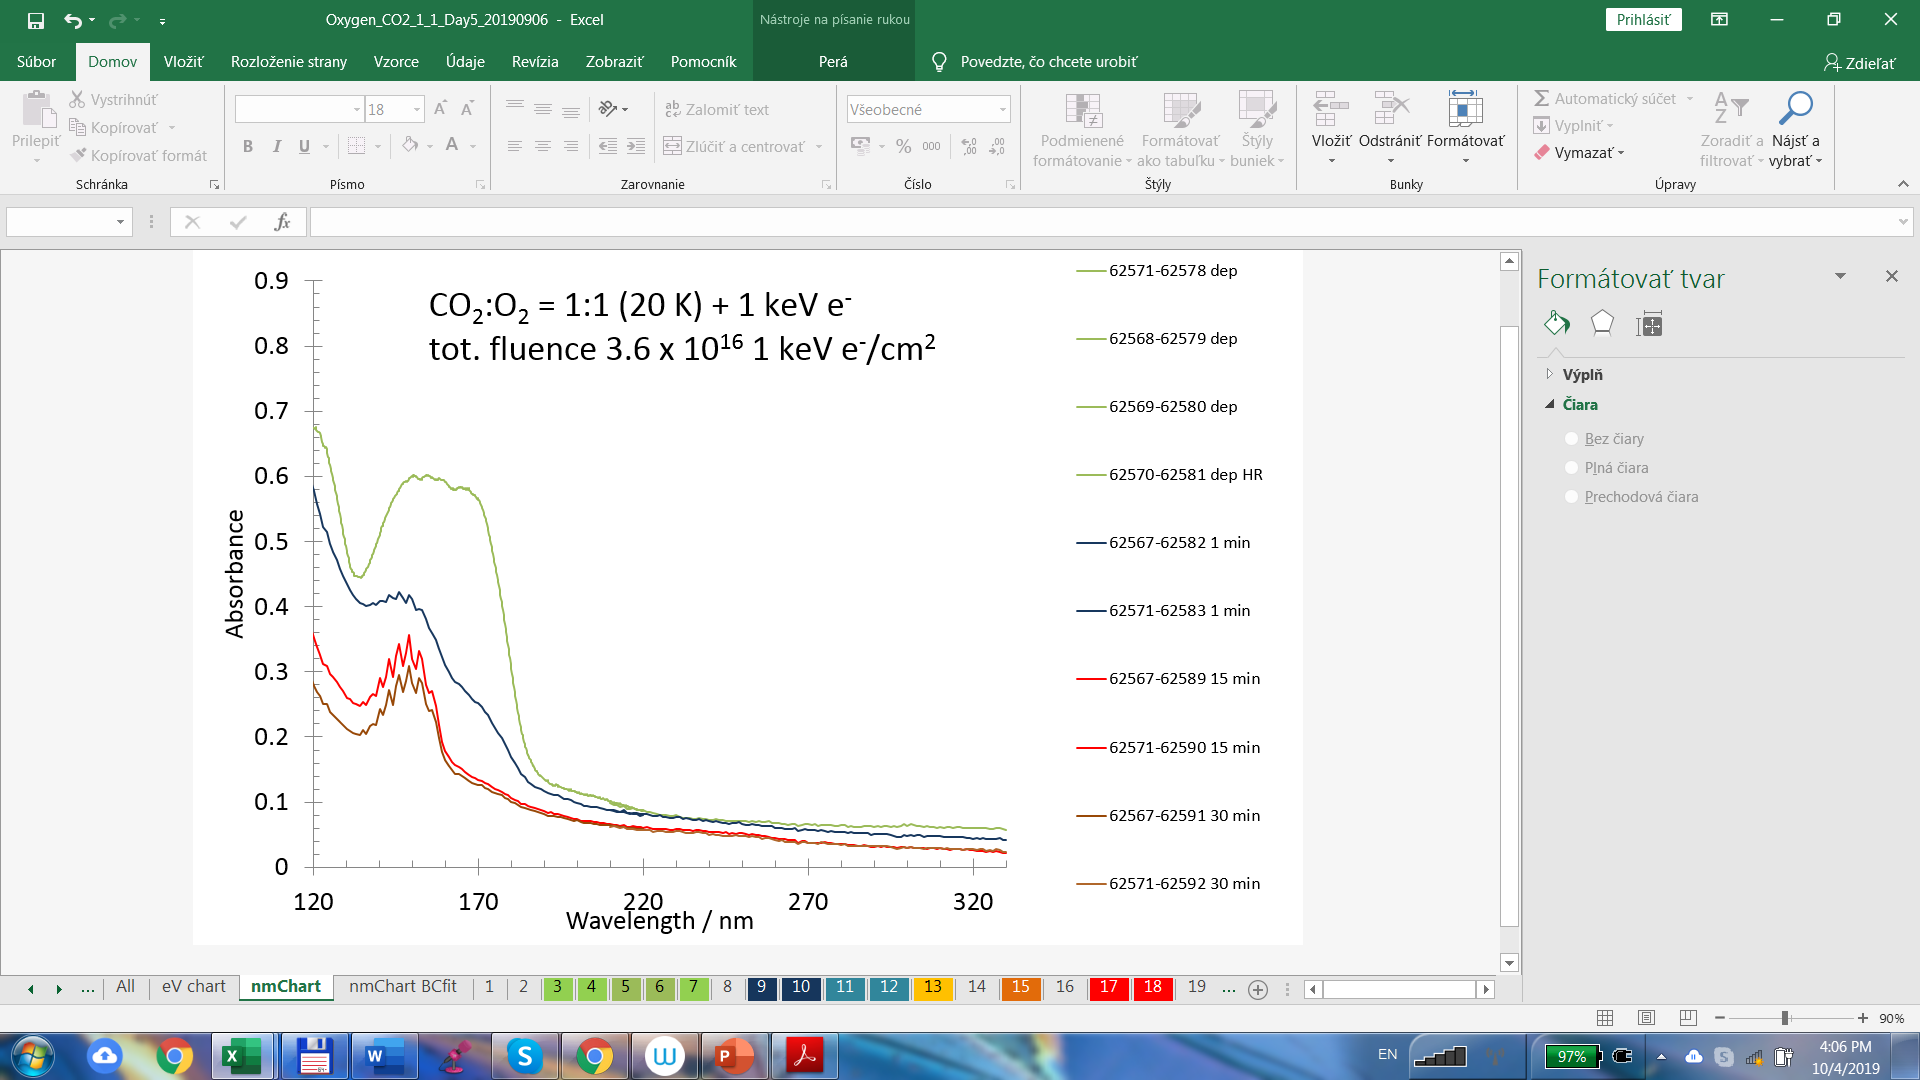 Oxygen_CO2_1_1_Day5_20190906 - Excel
Nástroje na písanie rukou
Prihlásiť
Súbor Domov Vložiť Rozloženie strany Vzorce Údaje Revízia Zobraziť Pomocník Perá Povedzte, čo chcete urobiť Zdieľať
Prilepiť
Vystrihnúť
Kopírovať
Kopírovať formát
Schránka
18
B I U
Písmo
Zalomiť text
Zlúčiť a centrovať
Zarovnanie
Všeobecné
% 000
Číslo
Podmienené formátovanie
Formátovať ako tabuľku
Štýly buniek
Štýly
Vložiť Odstrániť Formátovať
Bunky
Automatický súčet
Vyplniť
Vymazať
Zoradiť a filtrovať
Nájsť a vybrať
Úpravy
fx
CO₂:O₂ = 1:1 (20 K) + 1 keV e⁻
tot. fluence 3.6 x 10¹⁶ 1 keV e⁻/cm²
0.9
0.8
0.7
0.6
0.5
0.4
0.3
0.2
0.1
0
Absorbance
120 170 220 270 320
Wavelength / nm
62571-62578 dep
62568-62579 dep
62569-62580 dep
62570-62581 dep HR
62567-62582 1 min
62571-62583 1 min
62567-62589 15 min
62571-62590 15 min
62567-62591 30 min
62571-62592 30 min
Formátovať tvar
Výplň
Čiara
Bez čiary
Plná čiara
Prechodová čiara
... All eV chart nmChart nmChart BCfit 1 2 3 4 5 6 7 8 9 10 11 12 13 14 15 16 17 18 19 ...
90%
EN
97%
4:06 PM
10/4/2019